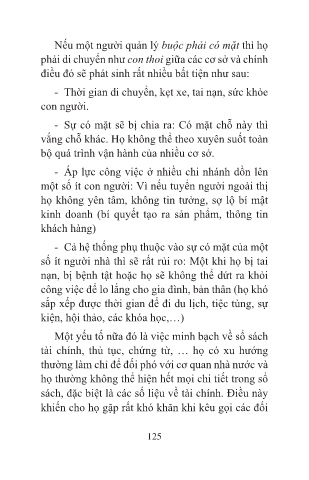 Nếu một người quản lý buộc phải có mặt thì họ
phải di chuyển như con thoi giữa các cơ sở và chính
điều đó sẽ phát sinh rất nhiều bất tiện như sau:
- Thời gian di chuyển, kẹt xe, tai nạn, sức khỏe
con người.
- Sự có mặt sẽ bị chia ra: Có mặt chỗ này thì
vắng chỗ khác. Họ không thể theo xuyên suốt toàn
bộ quá trình vận hành của nhiều cơ sở.
- Áp lực công việc ở nhiều chi nhánh dồn lên
một số ít con người: Vì nếu tuyển người ngoài thì
họ không yên tâm, không tin tưởng, sợ lộ bí mật
kinh doanh (bí quyết tạo ra sản phẩm, thông tin
khách hàng)
- Cả hệ thống phụ thuộc vào sự có mặt của một
số ít người nhà thì sẽ rất rủi ro: Một khi họ bị tai
nạn, bị bệnh tật hoặc họ sẽ không thể dứt ra khỏi
công việc để lo lắng cho gia đình, bản thân (họ khó
sắp xếp được thời gian để đi du lịch, tiệc tùng, sự
kiện, hội thảo, các khóa học,…)
Một yếu tố nữa đó là việc minh bạch về sổ sách
tài chính, thủ tục, chứng từ, … họ có xu hướng
thường làm chỉ để đối phó với cơ quan nhà nước và
họ thường không thể hiện hết mọi chi tiết trong sổ
sách, đặc biệt là các số liệu về tài chính. Điều này
khiến cho họ gặp rất khó khăn khi kêu gọi các đối
125